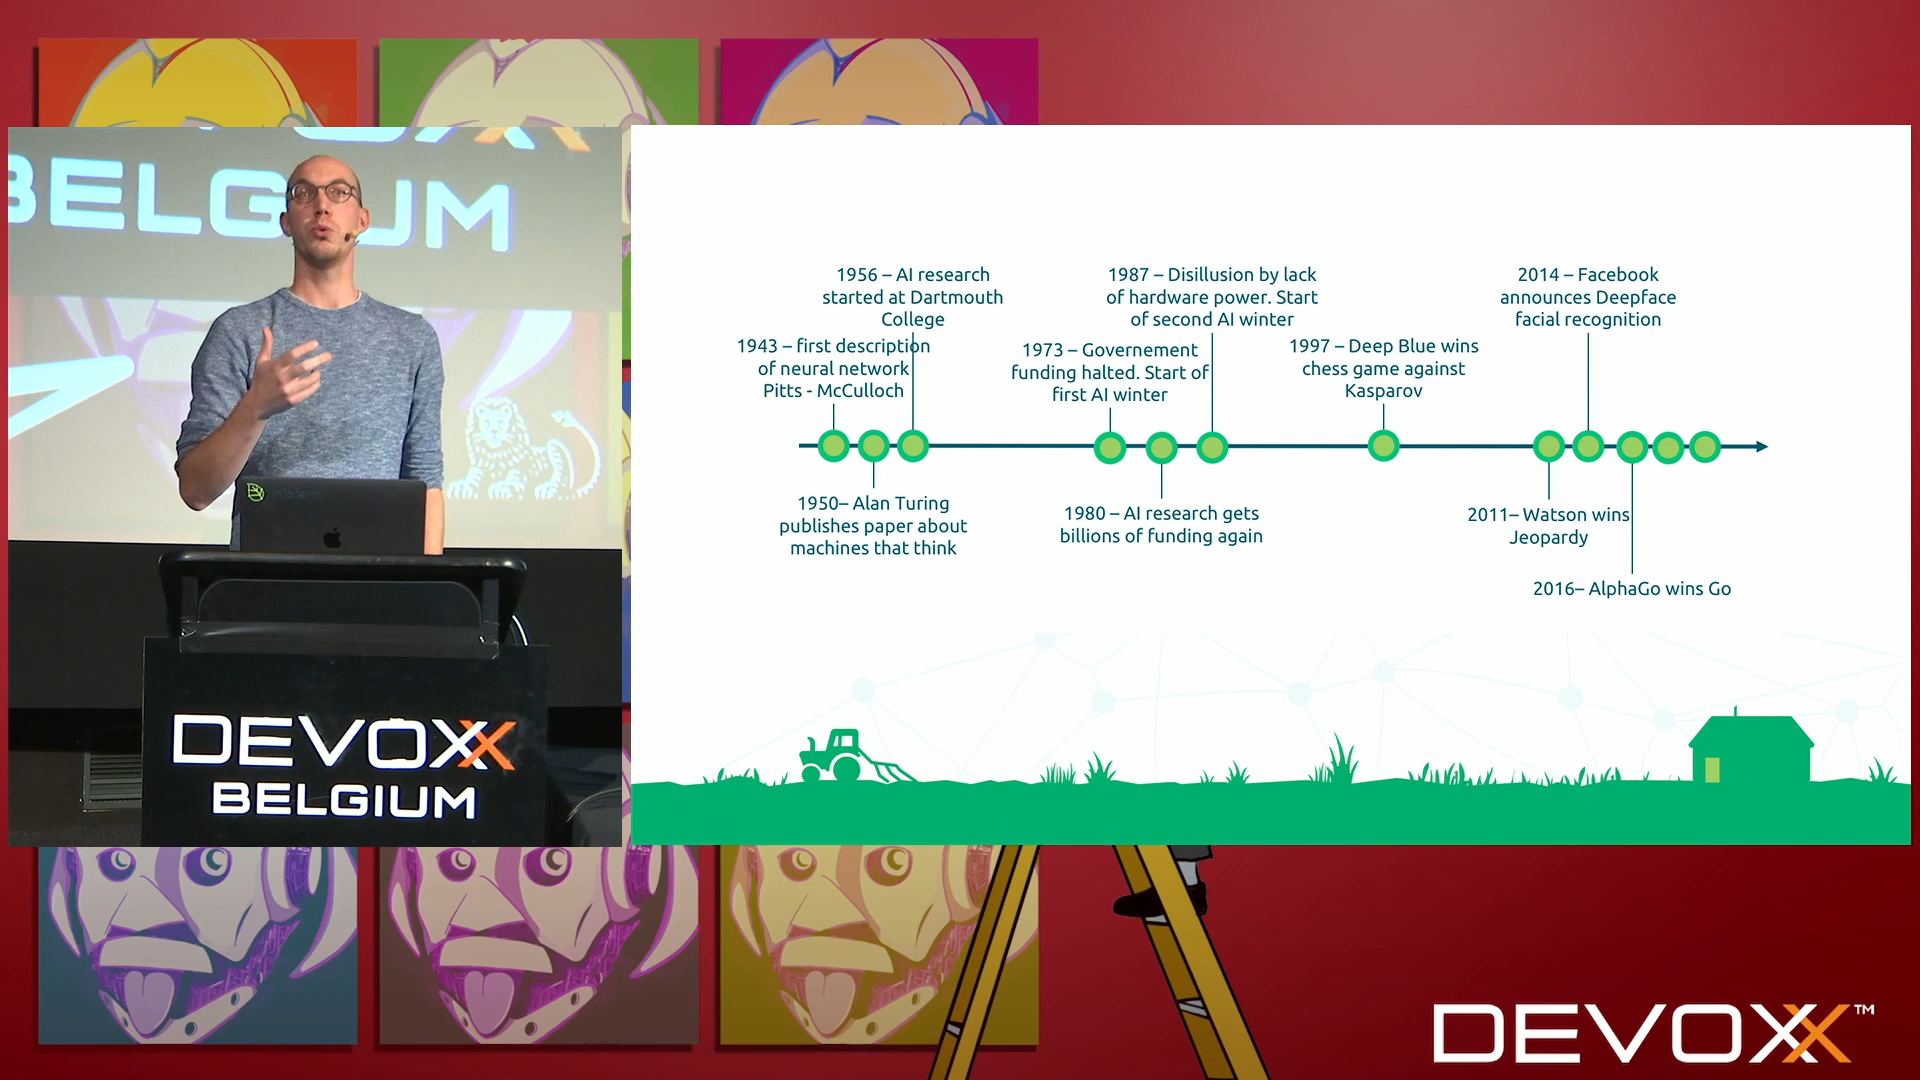 BELGIUM
DEVOXX
BELGIUM
1956 – AI research
started at Dartmouth
College
1987 – Disillusion by lack
of hardware power. Start
of second AI winter
2014 – Facebook
announces Deepface
facial recognition
1943 – first description
of neural network
Pitts - McCulloch
1973 – Governement
funding halted. Start of
first AI winter
1997 – Deep Blue wins
chess game against
Kasparov
1950– Alan Turing
publishes paper about
machines that think
1980 – AI research gets
billions of funding again
2011– Watson wins
Jeopardy
2016– AlphaGo wins Go
DEVOXX™